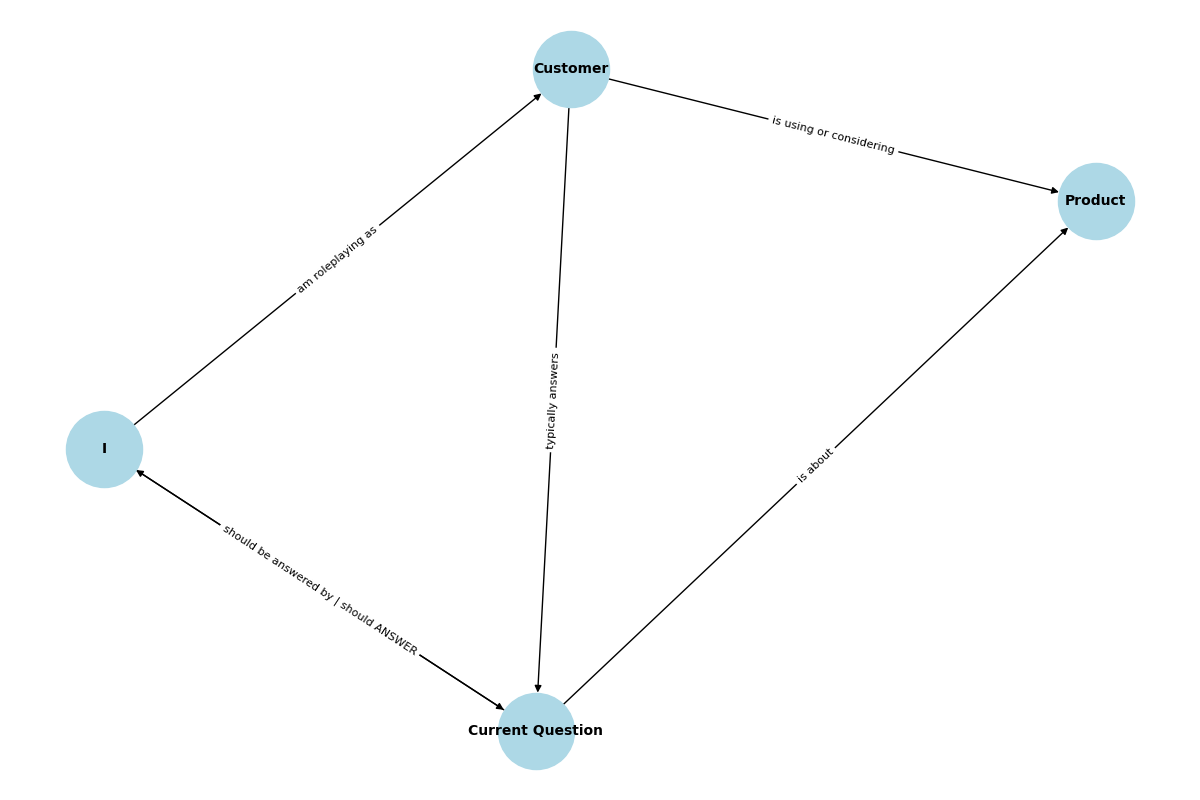 Customer
is using or considering
Product
am roleplaying as
typically answers
I
is about
should be answered by | should ANSWER
Current Question